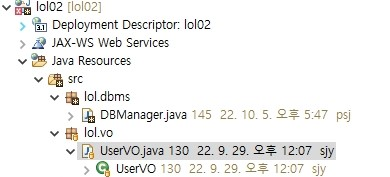 lol02 [lol02]
Deployment Descriptor: lol02
JAX-WS Web Services
Java Resources
src
lol.dbms
DBManager.java 145 22. 10. 5. 오후 5:47 psj
lol.vo
UserVO.java 130 22. 9. 29. 오후 12:07 sjy
UserVO 130 22. 9. 29. 오후 12:07 sjy